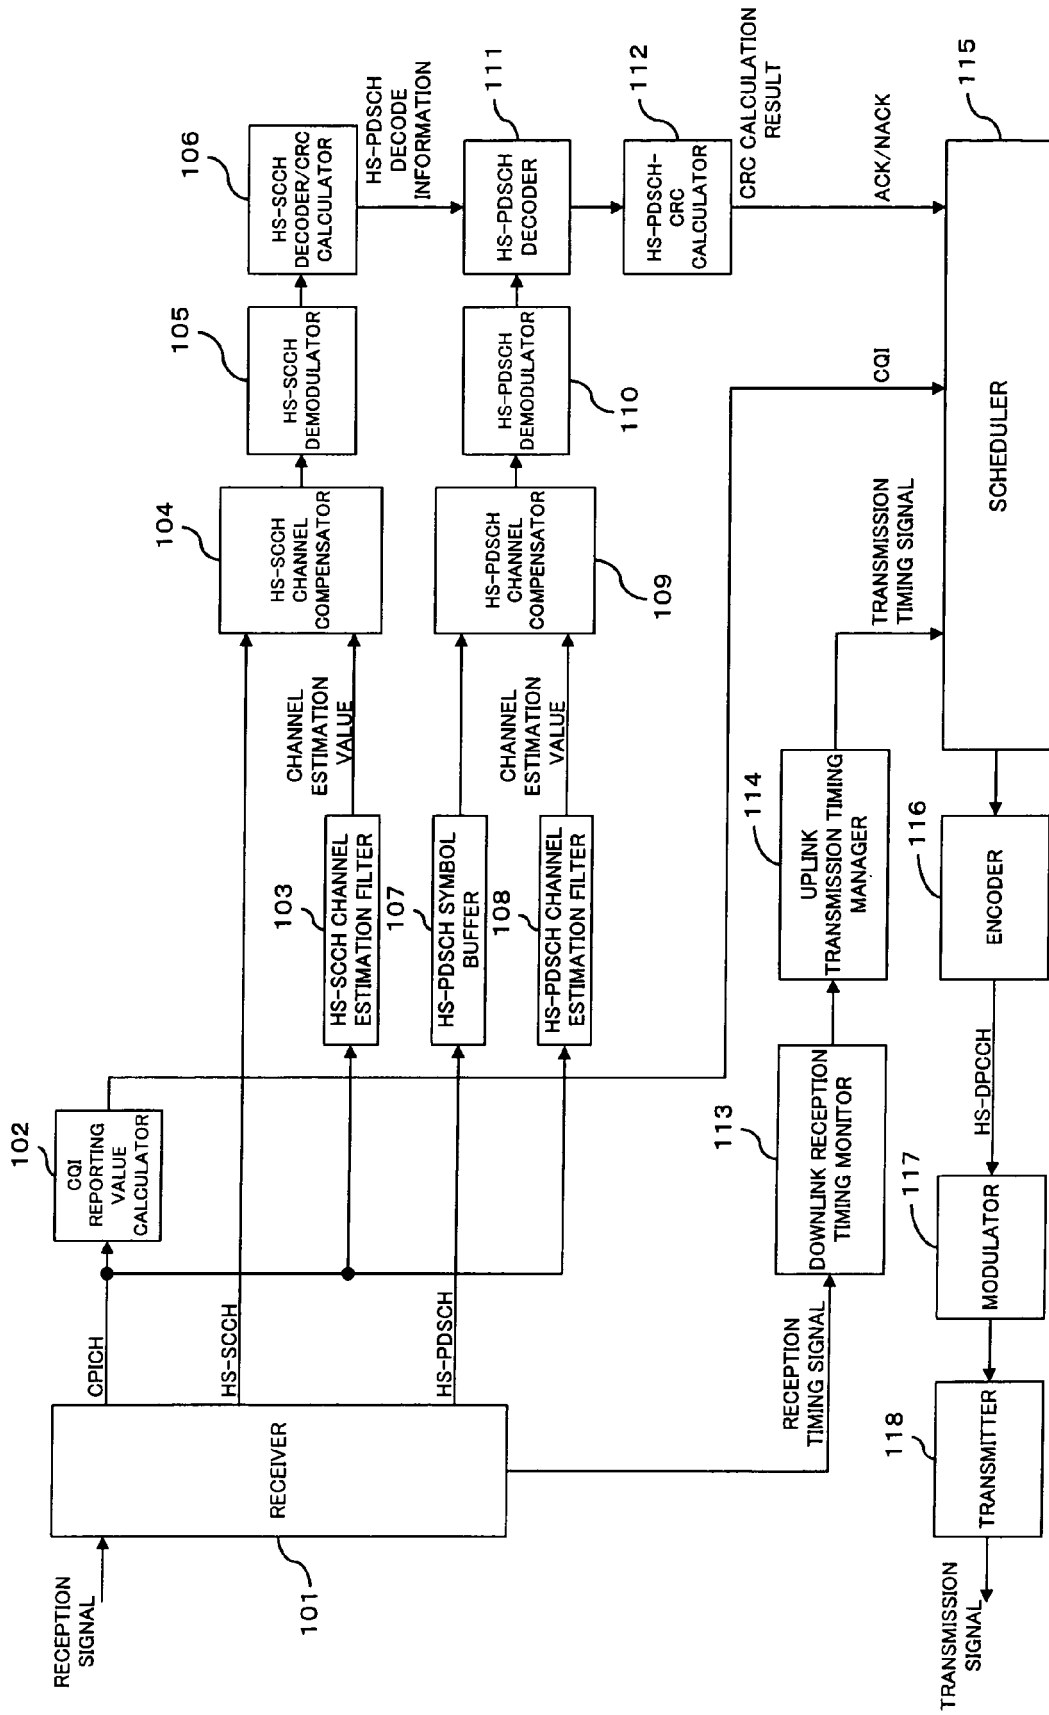 RECEPTION
SIGNAL
101
RECEIVER
CPICH
HS-SCCH
HS-PDSCH
RECEPTION
TIMING SIGNAL
102
CQI
REPORTING
VALUE
CALCULATOR
103
HS-SCCH CHANNEL
ESTIMATION FILTER
CHANNEL
ESTIMATION
VALUE
104
HS-SCCH
CHANNEL
COMPENSATOR
105
HS-SCCH
DEMODULATOR
106
HS-SCCH
DECODER/CRC
CALCULATOR
HS-PDSCH
DECODE
INFORMATION
107
HS-PDSCH SYMBOL
BUFFER
108
HS-PDSCH CHANNEL
ESTIMATION FILTER
CHANNEL
ESTIMATION
VALUE
HS-PDSCH
CHANNEL
COMPENSATOR
109
HS-PDSCH
DEMODULATOR
110
HS-PDSCH
DECODER
111
HS-PDSCH-
CRC
CALCULATOR
112
CRC CALCULATION
RESULT
113
DOWNLINK RECEPTION
TIMING MONITOR
114
UPLINK
TRANSMISSION TIMING
MANAGER
TRANSMISSION
TIMING SIGNAL
CQI
ACK/NACK
115
SCHEDULER
116
ENCODER
HS-DPCCH
117
MODULATOR
118
TRANSMITTER
TRANSMISSION
SIGNAL